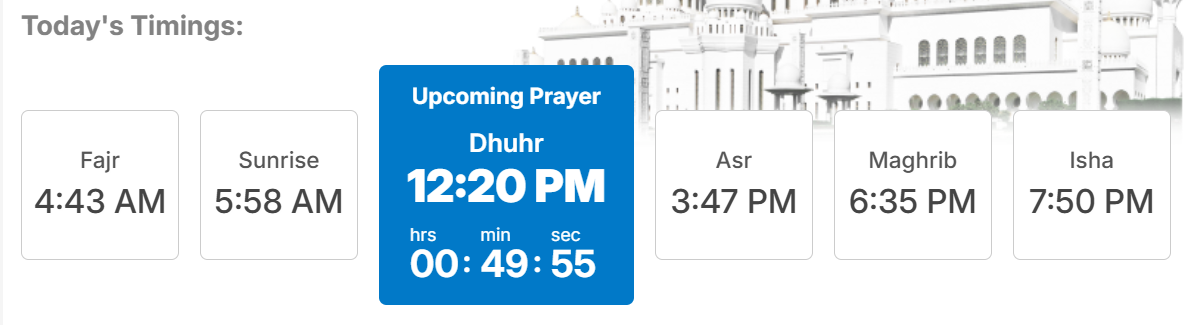 Today's Timings:
Fajr
4:43 AM
Sunrise
5:58 AM
Upcoming Prayer
Dhuhr
12:20 PM
hrs min sec
00 : 49 : 55
Asr
3:47 PM
Maghrib
6:35 PM
Isha
7:50 PM